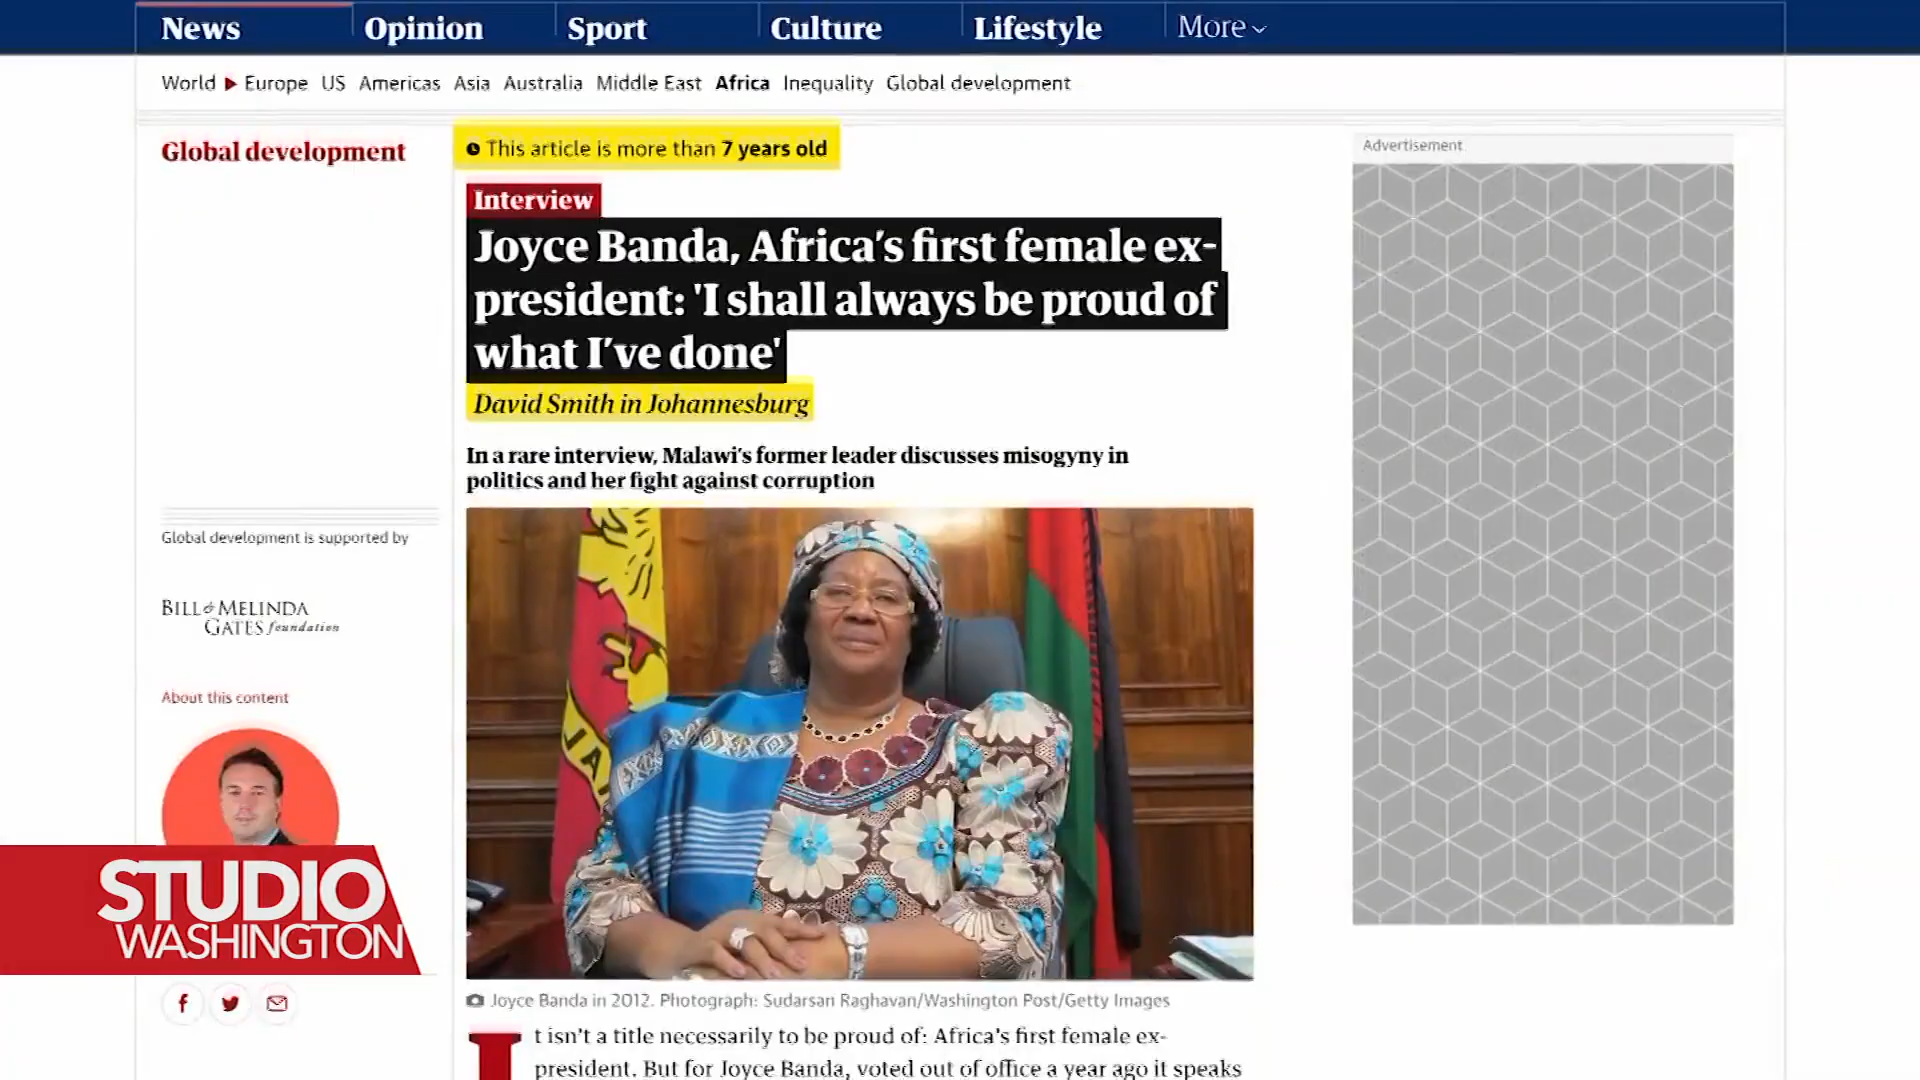 News
Opinion
Sport
Culture
Lifestyle
More
World
Europe
US
Americas
Asia
Australia
Middle East
Africa
Inequality
Global development
Global development
This article is more than 7 years old
Advertisement
Interview
Joyce Banda, Africa's first female ex-
president: 'I shall always be proud of
what I've done'
David Smith in Johannesburg
In a rare interview, Malawi's former leader discusses misogyny in
politics and her fight against corruption
Global development is supported by
BILL & MELINDA
GATES foundation
About this content
STUDIO
WASHINGTON
Joyce Banda in 2012. Photograph: Sudarsan Raghavan/Washington Post/Getty Images
It isn't a title necessarily to be proud of: Africa's first female ex-
president. But for Joyce Banda, voted out of office a year ago it speaks